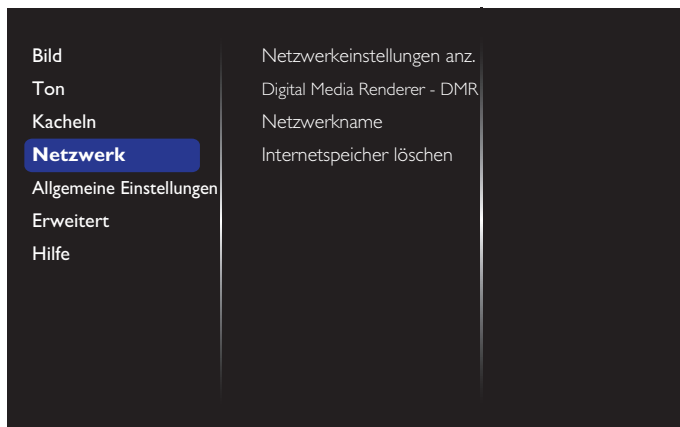 Bild
Ton
Kacheln
Netzwerk
Allgemeine Einstellungen
Erweitert
Hilfe
Netzwerkeinstellungen anz.
Digital Media Renderer - DMR
Netzwerkname
Internetspeicher löschen